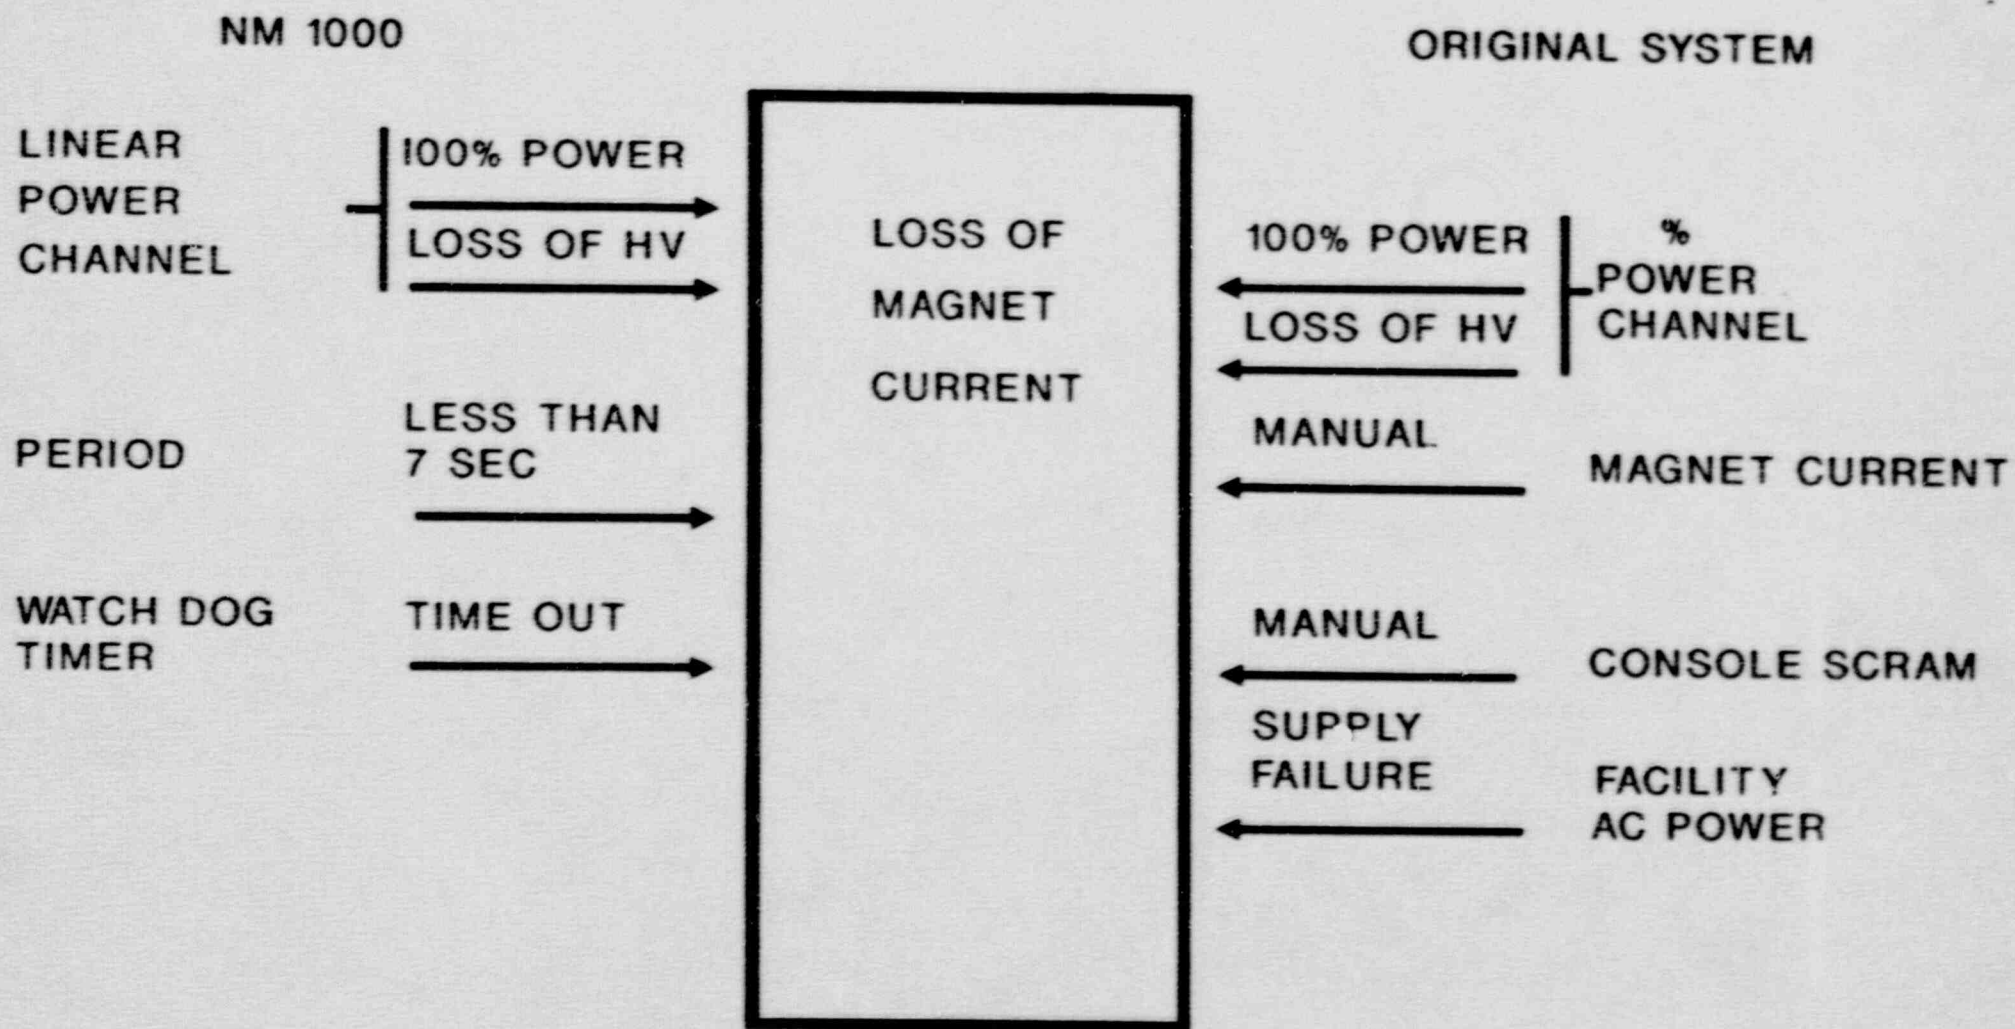 NM 1000
ORIGINAL SYSTEM
LINEAR
POWER
CHANNEL
100% POWER
LOSS OF HV
PERIOD
LESS THAN
7 SEC
WATCH DOG
TIMER
TIME OUT
LOSS OF
MAGNET
CURRENT
100% POWER
LOSS OF HV
%
POWER
CHANNEL
MANUAL
MAGNET CURRENT
MANUAL
CONSOLE SCRAM
SUPPLY
FAILURE
FACILITY
AC POWER